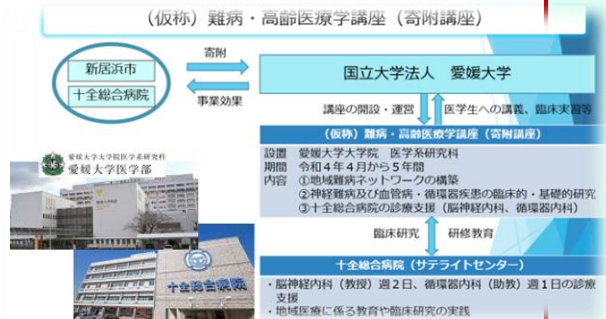 （仮称）難病・高齢医療学講座（寄附講座）
新居浜市
十全総合病院
寄附
事業効果
国立大学法人　愛媛大学
講座の開設・運営
医学生への講義、臨床実習等
（仮称）難病・高齢医療学講座（寄附講座）
設置　愛媛大学大学院　医学系研究科
期間　令和４年４月から５年間
内容　①地域難病ネットワークの構築
②神経難病及び血管病・循環器疾患の臨床的・基礎的研究
③十全総合病院の診療支援（脳神経内科、循環器内科）
愛媛大学大学院医学系研究科
愛媛大学医学部
十全総合病院
臨床研究
研修教育
十全総合病院（サテライトセンター）
・脳神経内科（教授）週２日、循環器内科（助教）週１日の診療
支援
・地域医療に係る教育や臨床研究の実践